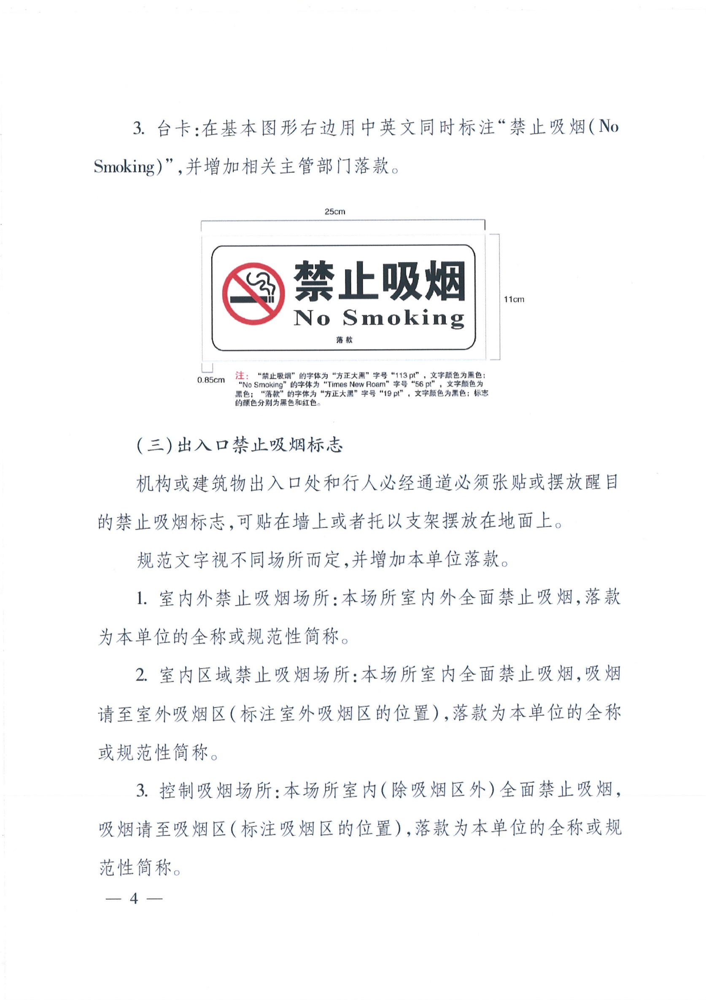 3. 台卡:在基本图形右边用中英文同时标注“禁止吸烟(No
Smoking)”,并增加相关主管部门落款。
25cm
禁止吸烟
No Smoking
落款
11cm
0.85cm
注： “禁止吸烟”的字体为“方正大黑”字号“113 pt”，文字颜色为黑色；
“No Smoking”的字体为“Times New Roam”字号“56 pt”，文字颜色为
黑色；“落款”的字体为“方正大黑”字号“19 pt”，文字颜色为黑色；标志
的颜色分别为黑色和红色。
(三)出入口禁止吸烟标志
机构或建筑物出入口处和行人必经通道必须张贴或摆放醒目
的禁止吸烟标志,可贴在墙上或者托以支架摆放在地面上。
规范文字视不同场所而定,并增加本单位落款。
1. 室内外禁止吸烟场所:本场所室内外全面禁止吸烟,落款
为本单位的全称或规范性简称。
2. 室内区域禁止吸烟场所:本场所室内全面禁止吸烟,吸烟
请至室外吸烟区(标注室外吸烟区的位置),落款为本单位的全称
或规范性简称。
3. 控制吸烟场所:本场所室内(除吸烟区外)全面禁止吸烟,
吸烟请至吸烟区(标注吸烟区的位置),落款为本单位的全称或规
范性简称。
— 4 —